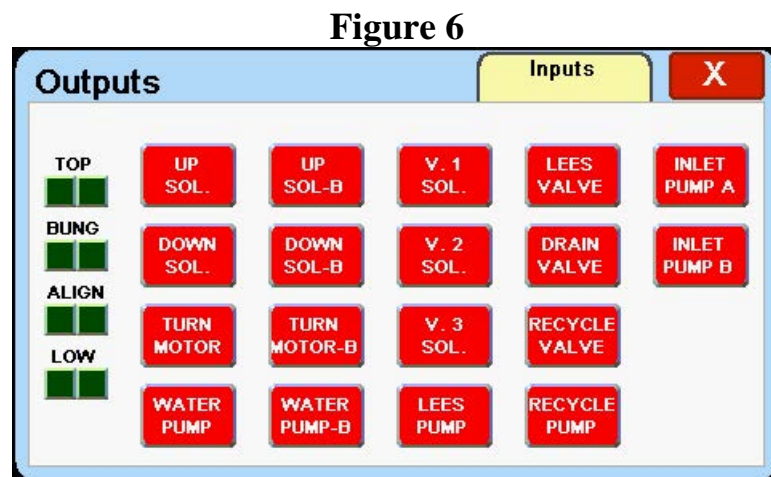 Figure 6
Outputs
Inputs
X
TOP
BUNG
ALIGN
LOW
UP
SOL.
UP
SOL-B
V. 1
SOL.
LEES
VALVE
INLET
PUMP A
DOWN
SOL.
DOWN
SOL-B
V. 2
SOL.
DRAIN
VALVE
INLET
PUMP B
TURN
MOTOR
TURN
MOTOR-B
V. 3
SOL.
RECYCLE
VALVE
WATER
PUMP
WATER
PUMP-B
LEES
PUMP
RECYCLE
PUMP